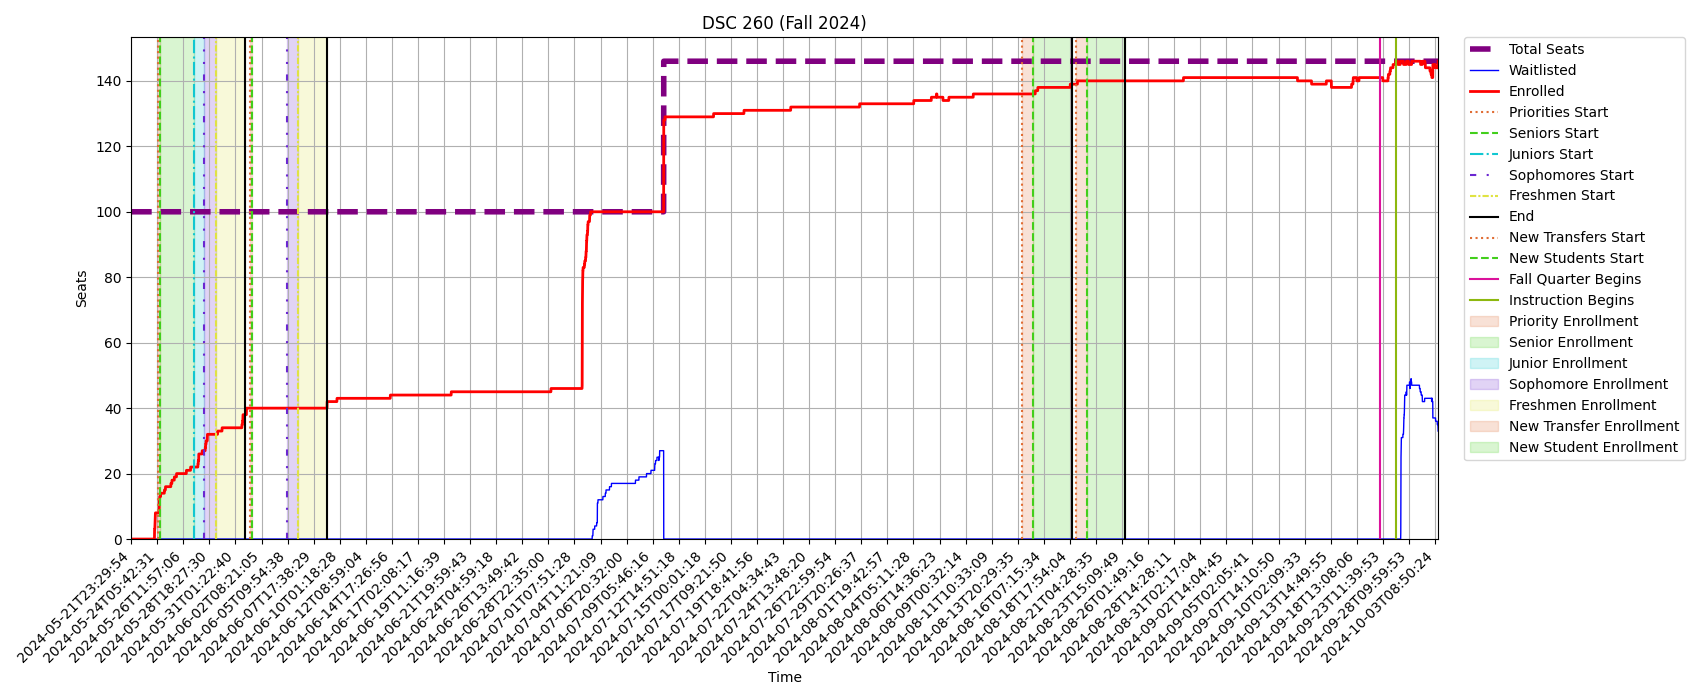 DSC 260 (Fall 2024)
Seats
140
120
100
80
60
40
20
0
2024-05-21T23:29:54
2024-05-24T05:42:31
2024-05-26T11:57:06
2024-05-28T18:27:30
2024-05-31T01:22:40
2024-06-02T08:21:05
2024-06-05T09:54:38
2024-06-07T17:38:29
2024-06-10T01:18:28
2024-06-12T08:59:04
2024-06-14T17:26:56
2024-06-17T02:08:17
2024-06-19T11:16:39
2024-06-21T19:59:43
2024-06-24T04:59:18
2024-06-26T13:49:42
2024-06-28T22:35:00
2024-07-01T07:51:28
2024-07-04T11:21:09
2024-07-06T20:32:00
2024-07-09T05:46:10
2024-07-12T14:51:18
2024-07-15T00:01:18
2024-07-17T09:21:50
2024-07-19T18:41:56
2024-07-22T04:34:43
2024-07-24T13:48:20
2024-07-26T22:59:54
2024-07-29T20:26:37
2024-08-01T19:42:57
2024-08-04T05:11:28
2024-08-06T14:36:23
2024-08-09T00:32:14
2024-08-11T10:33:09
2024-08-13T20:29:35
2024-08-16T07:15:34
2024-08-18T17:54:04
2024-08-21T04:28:35
2024-08-23T15:09:49
2024-08-26T01:49:16
2024-08-28T14:28:11
2024-08-31T02:17:04
2024-09-02T14:04:45
2024-09-05T02:05:41
2024-09-07T14:10:50
2024-09-10T02:09:33
2024-09-13T14:49:55
2024-09-18T13:08:06
2024-09-23T11:39:53
2024-09-28T09:59:53
2024-10-03T08:50:24
Time
Total Seats
Waitlisted
Enrolled
Priorities Start
Seniors Start
Juniors Start
Sophomores Start
Freshmen Start
End
New Transfers Start
New Students Start
Fall Quarter Begins
Instruction Begins
Priority Enrollment
Senior Enrollment
Junior Enrollment
Sophomore Enrollment
Freshmen Enrollment
New Transfer Enrollment
New Student Enrollment